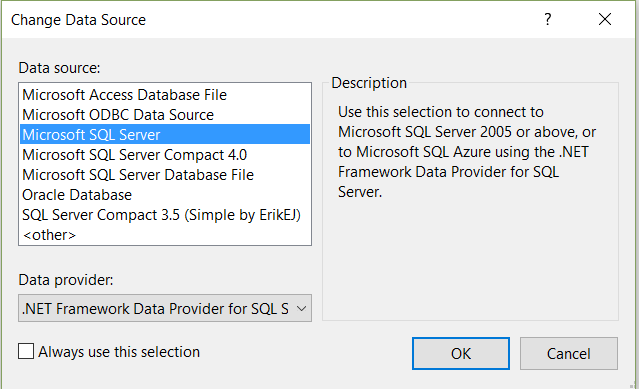 Change Data Source
?
Data source:
Microsoft Access Database File
Microsoft ODBC Data Source
Microsoft SQL Server
Microsoft SQL Server Compact 4.0
Microsoft SQL Server Database File
Oracle Database
SQL Server Compact 3.5 (Simple by ErikEJ)
<other>
Data provider:
.NET Framework Data Provider for SQL S
Always use this selection
Description
Use this selection to connect to
Microsoft SQL Server 2005 or above, or
to Microsoft SQL Azure using the .NET
Framework Data Provider for SQL
Server.
OK
Cancel